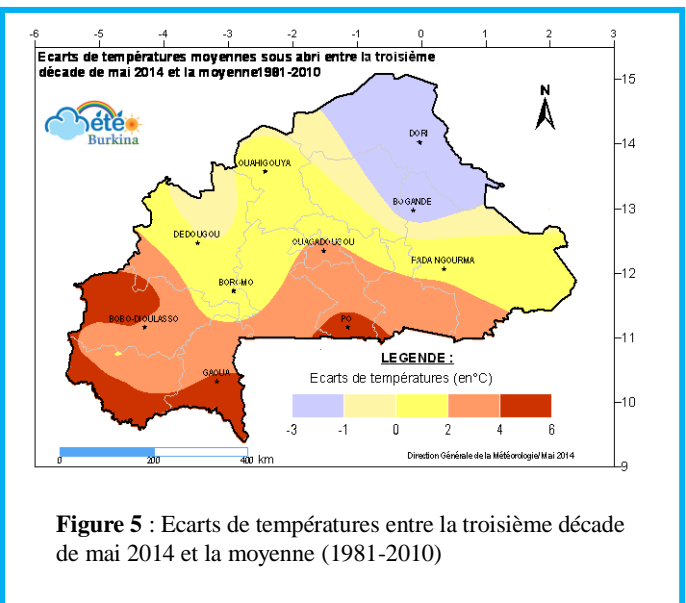 -6 -5 -4 -3 -2 -1 0 1 2 3
Ecarts de températures moyennes sous abri entre la troisième
décade de mai 2014 et la moyenne1981-2010
15
N
Météo
Burkina
DORI
14
OUAHIGOUYA
BOGANDE
13
DEDOUGOU
OUAGADOUGOU
FADA NGOURMA
12
BOROMO
BOBO-DIOULASSO
PO
11
LEGENDE :
GAOUA
Ecarts de températures (en°C)
-3 -1 0 2 4 6
10
0 200 400 km
Direction Générale de la Météorologie/Mai 2014
9
Figure 5 : Ecarts de températures entre la troisième décade
de mai 2014 et la moyenne (1981-2010)